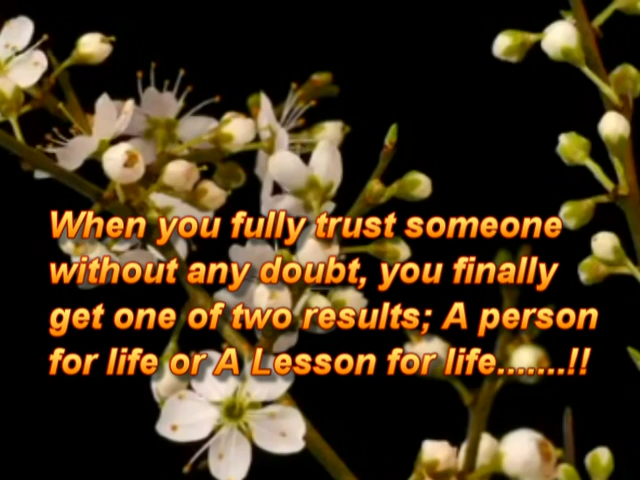 When you fully trust someone
without any doubt, you finally
get one of two results; A person
for life or A Lesson for life.......!!